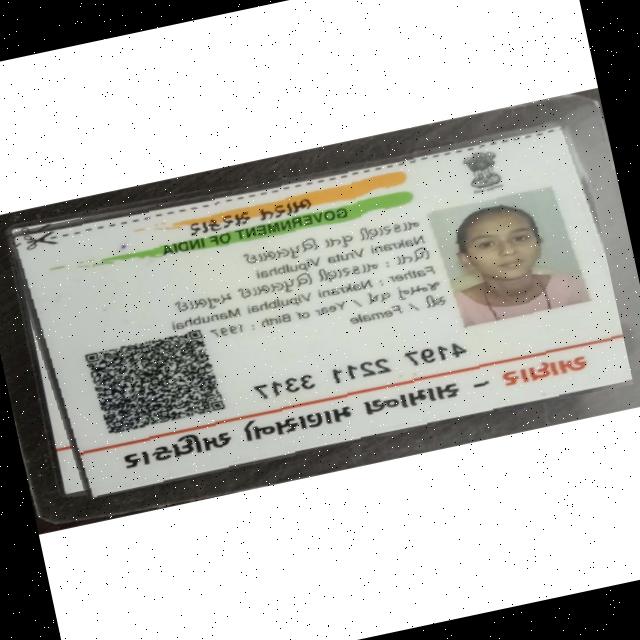 ભારત સરકાર
GOVERNMENT OF INDIA
નાકરાણી વૃતા વિપુલભાઈ
Nakrani Vruta Vipulbhai
પિતા : નાકરાણી વિપુલભાઈ મનુભાઈ
Father : Nakrani Vipulbhai Manubhai
જન્મનું વર્ષ / Year of Birth : 1997
સ્ત્રી / Female
4197 2211 3317
આધાર – સામાન્ય માણસનો અધિકાર